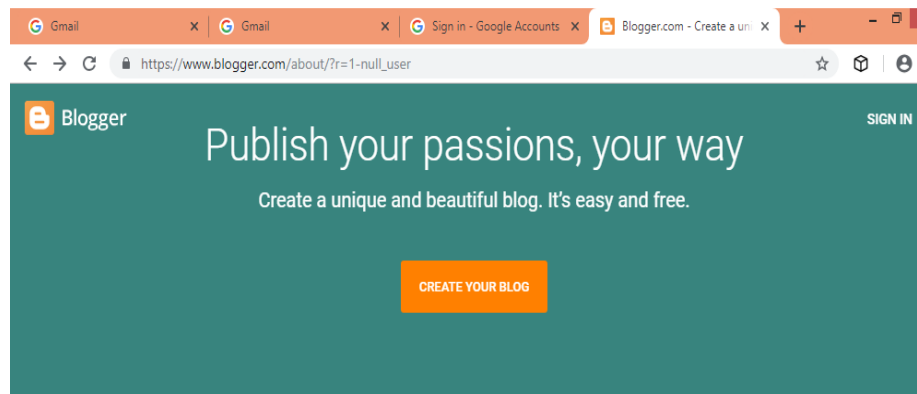 Gmail Gmail Sign in - Google Accounts Blogger.com - Create a uni
https://www.blogger.com/about/?r=1-null_user
Blogger SIGN IN
Publish your passions, your way
Create a unique and beautiful blog. It's easy and free.
CREATE YOUR BLOG